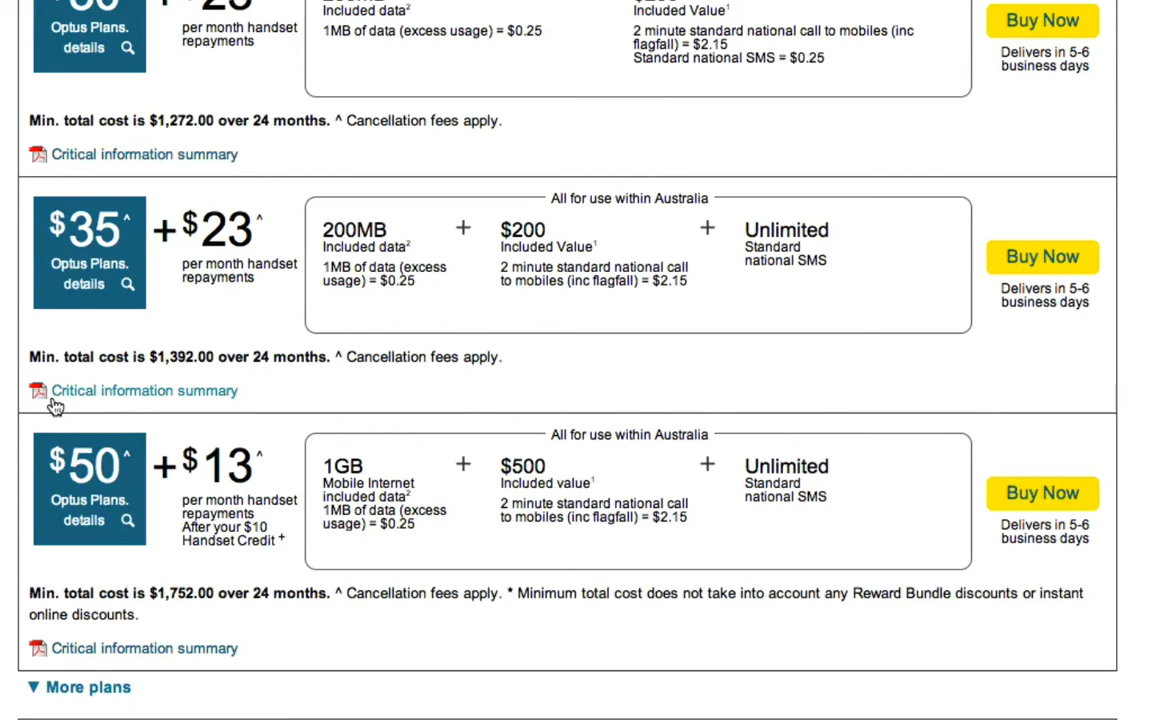 Optus Plans.
details
per month handset
repayments
Included data²
1MB of data (excess usage) = $0.25
Included Value¹
2 minute standard national call to mobiles (inc
flagfall) = $2.15
Standard national SMS = $0.25
Buy Now
Delivers in 5-6
business days
Min. total cost is $1,272.00 over 24 months. ^ Cancellation fees apply.
Critical information summary
All for use within Australia
$35^
Optus Plans.
details
+$23^
per month handset
repayments
200MB
Included data²
1MB of data (excess
usage) = $0.25
+
$200
Included Value¹
2 minute standard national call
to mobiles (inc flagfall) = $2.15
+
Unlimited
Standard
national SMS
Buy Now
Delivers in 5-6
business days
Min. total cost is $1,392.00 over 24 months. ^ Cancellation fees apply.
Critical information summary
All for use within Australia
$50^
Optus Plans.
details
+$13^
per month handset
repayments
After your $10
Handset Credit +
1GB
Mobile Internet
included data²
1MB of data (excess
usage) = $0.25
+
$500
Included value¹
2 minute standard national call
to mobiles (inc flagfall) = $2.15
+
Unlimited
Standard
national SMS
Buy Now
Delivers in 5-6
business days
Min. total cost is $1,752.00 over 24 months. ^ Cancellation fees apply. * Minimum total cost does not take into account any Reward Bundle discounts or instant
online discounts.
Critical information summary
▼ More plans